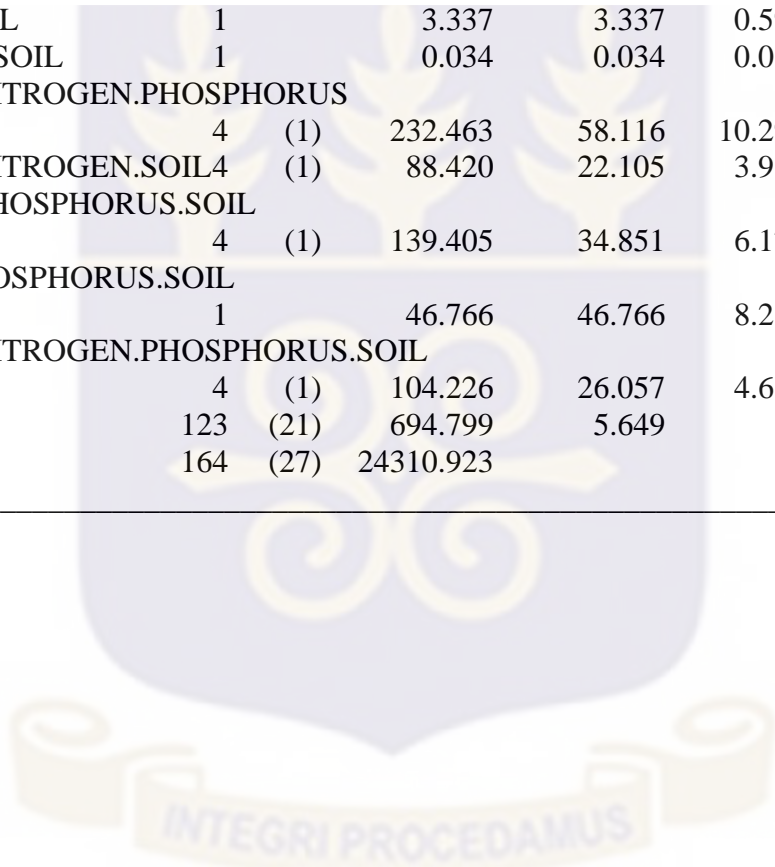 L 1 3.337 3.337 0.5
SOIL 1 0.034 0.034 0.0
ITROGEN.PHOSPHORUS
4 (1) 232.463 58.116 10.2
ITROGEN.SOIL4 (1) 88.420 22.105 3.9
HOSPHORUS.SOIL
4 (1) 139.405 34.851 6.1
OSPHORUS.SOIL
1 46.766 46.766 8.2
ITROGEN.PHOSPHORUS.SOIL
4 (1) 104.226 26.057 4.6
123 (21) 694.799 5.649
164 (27) 24310.923
INTEGRI PROCEDAMUS